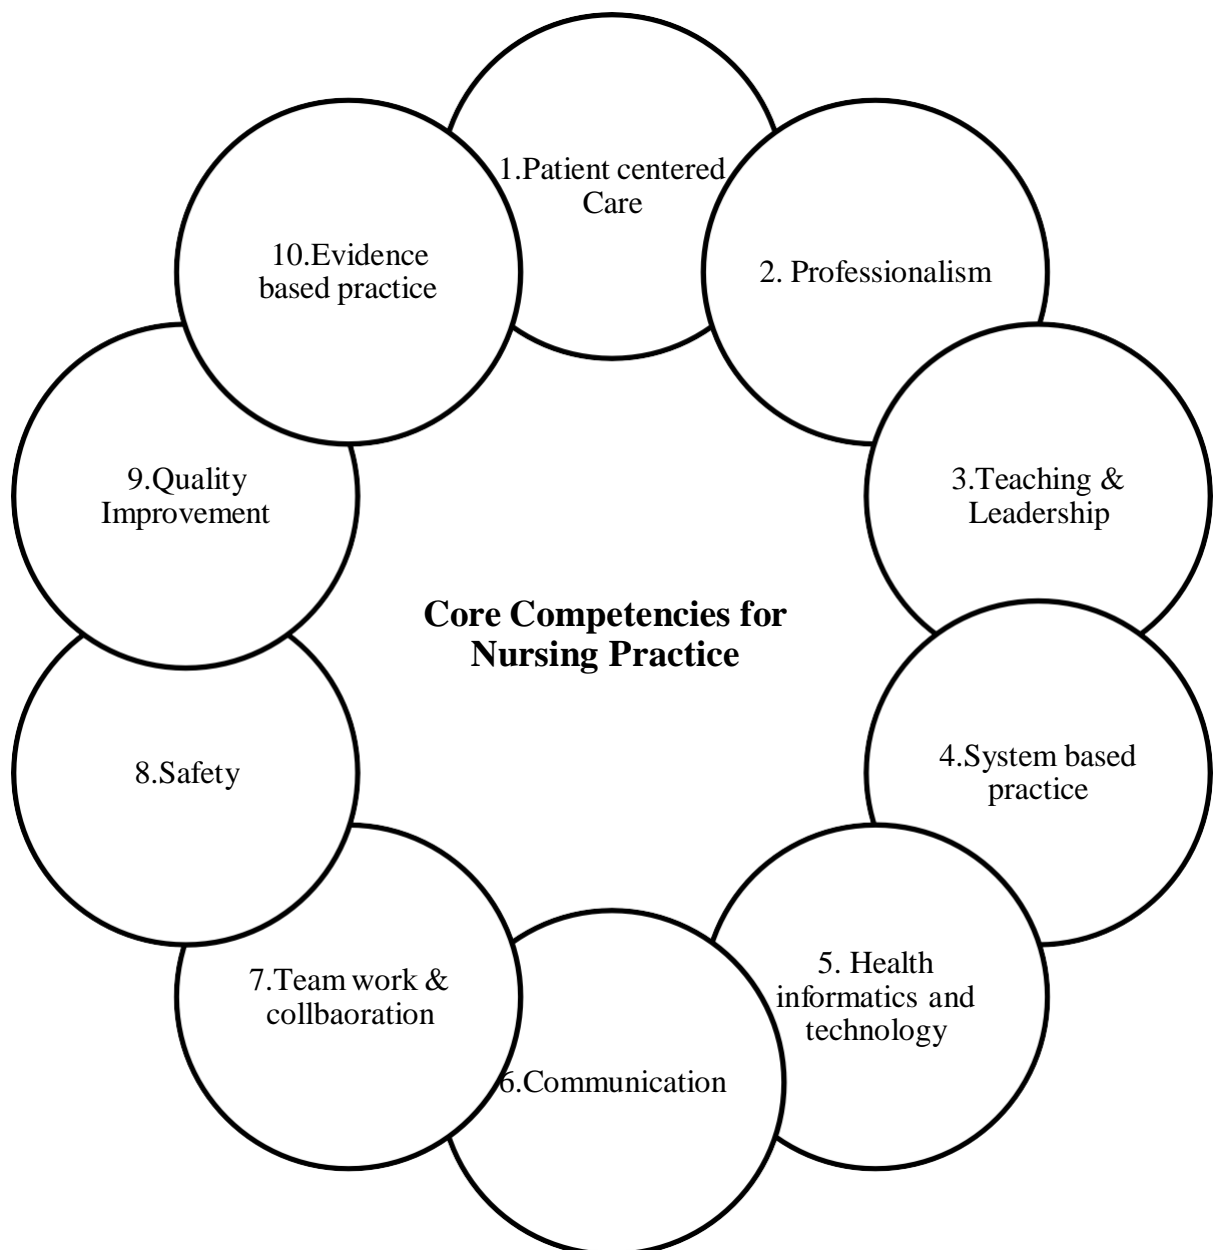 1.Patient centered
Care
2. Professionalism
3.Teaching &
Leadership
4.System based
practice
5. Health
informatics and
technology
6.Communication
7.Team work &
collbaoration
8.Safety
9.Quality
Improvement
10.Evidence
based practice
Core Competencies for
Nursing Practice